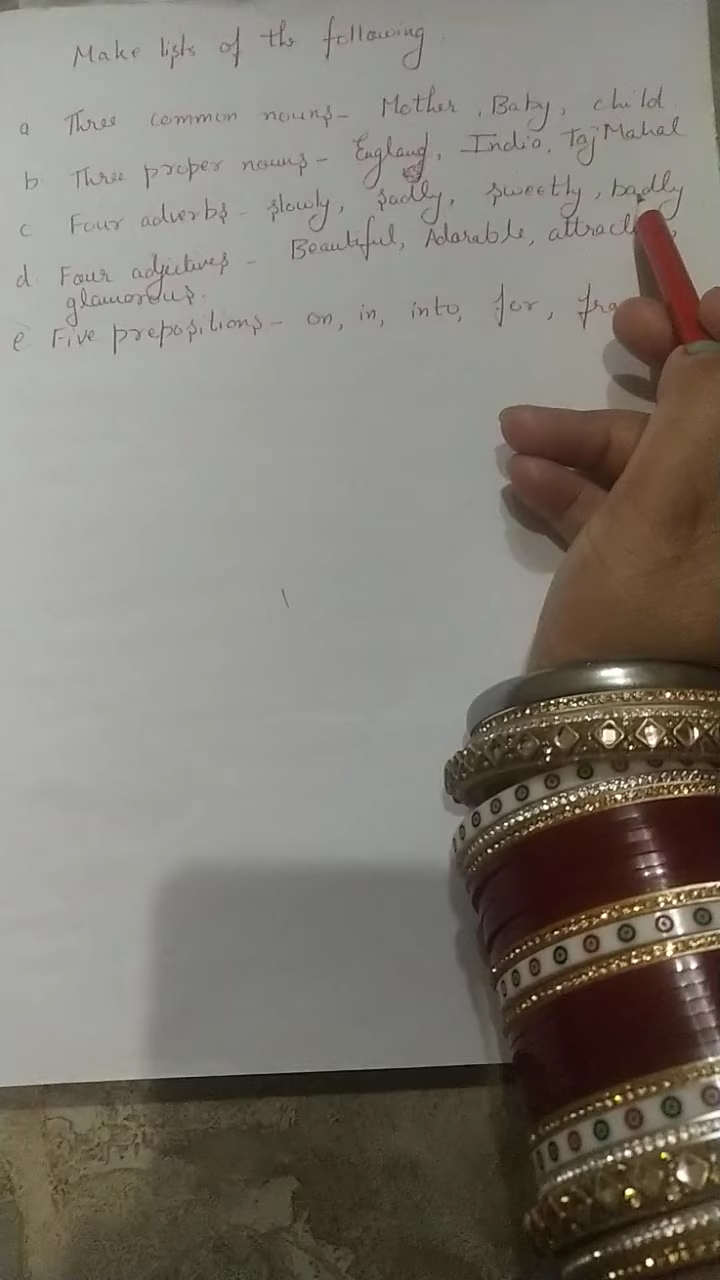 Make lists of the following
a Three common nouns - Mother, Baby, child
b. Three proper nouns - England, India, Taj Mahal
c Four adverbs - slowly, sadly, sweetly, badly
d. Four adjectives - Beautiful, Adorable,
glamorous.
e Five prepositions - on, in, into, for,